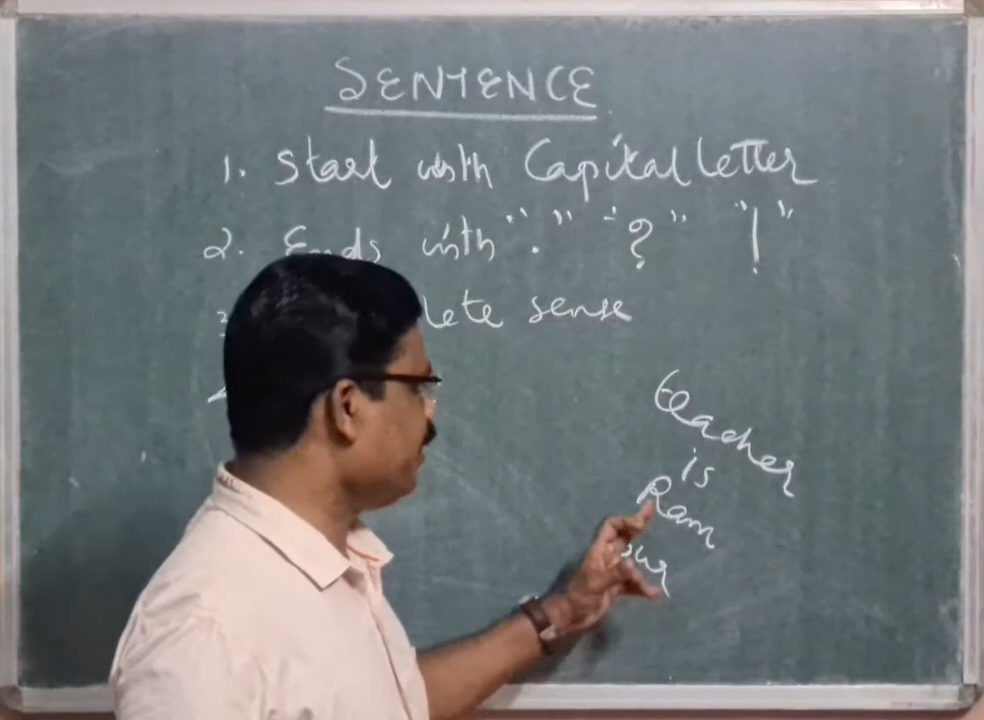 SENTENCE
1. Start with Capital letter
2. Ends with "." "?" "!"
lete sense
teacher
is
Ram